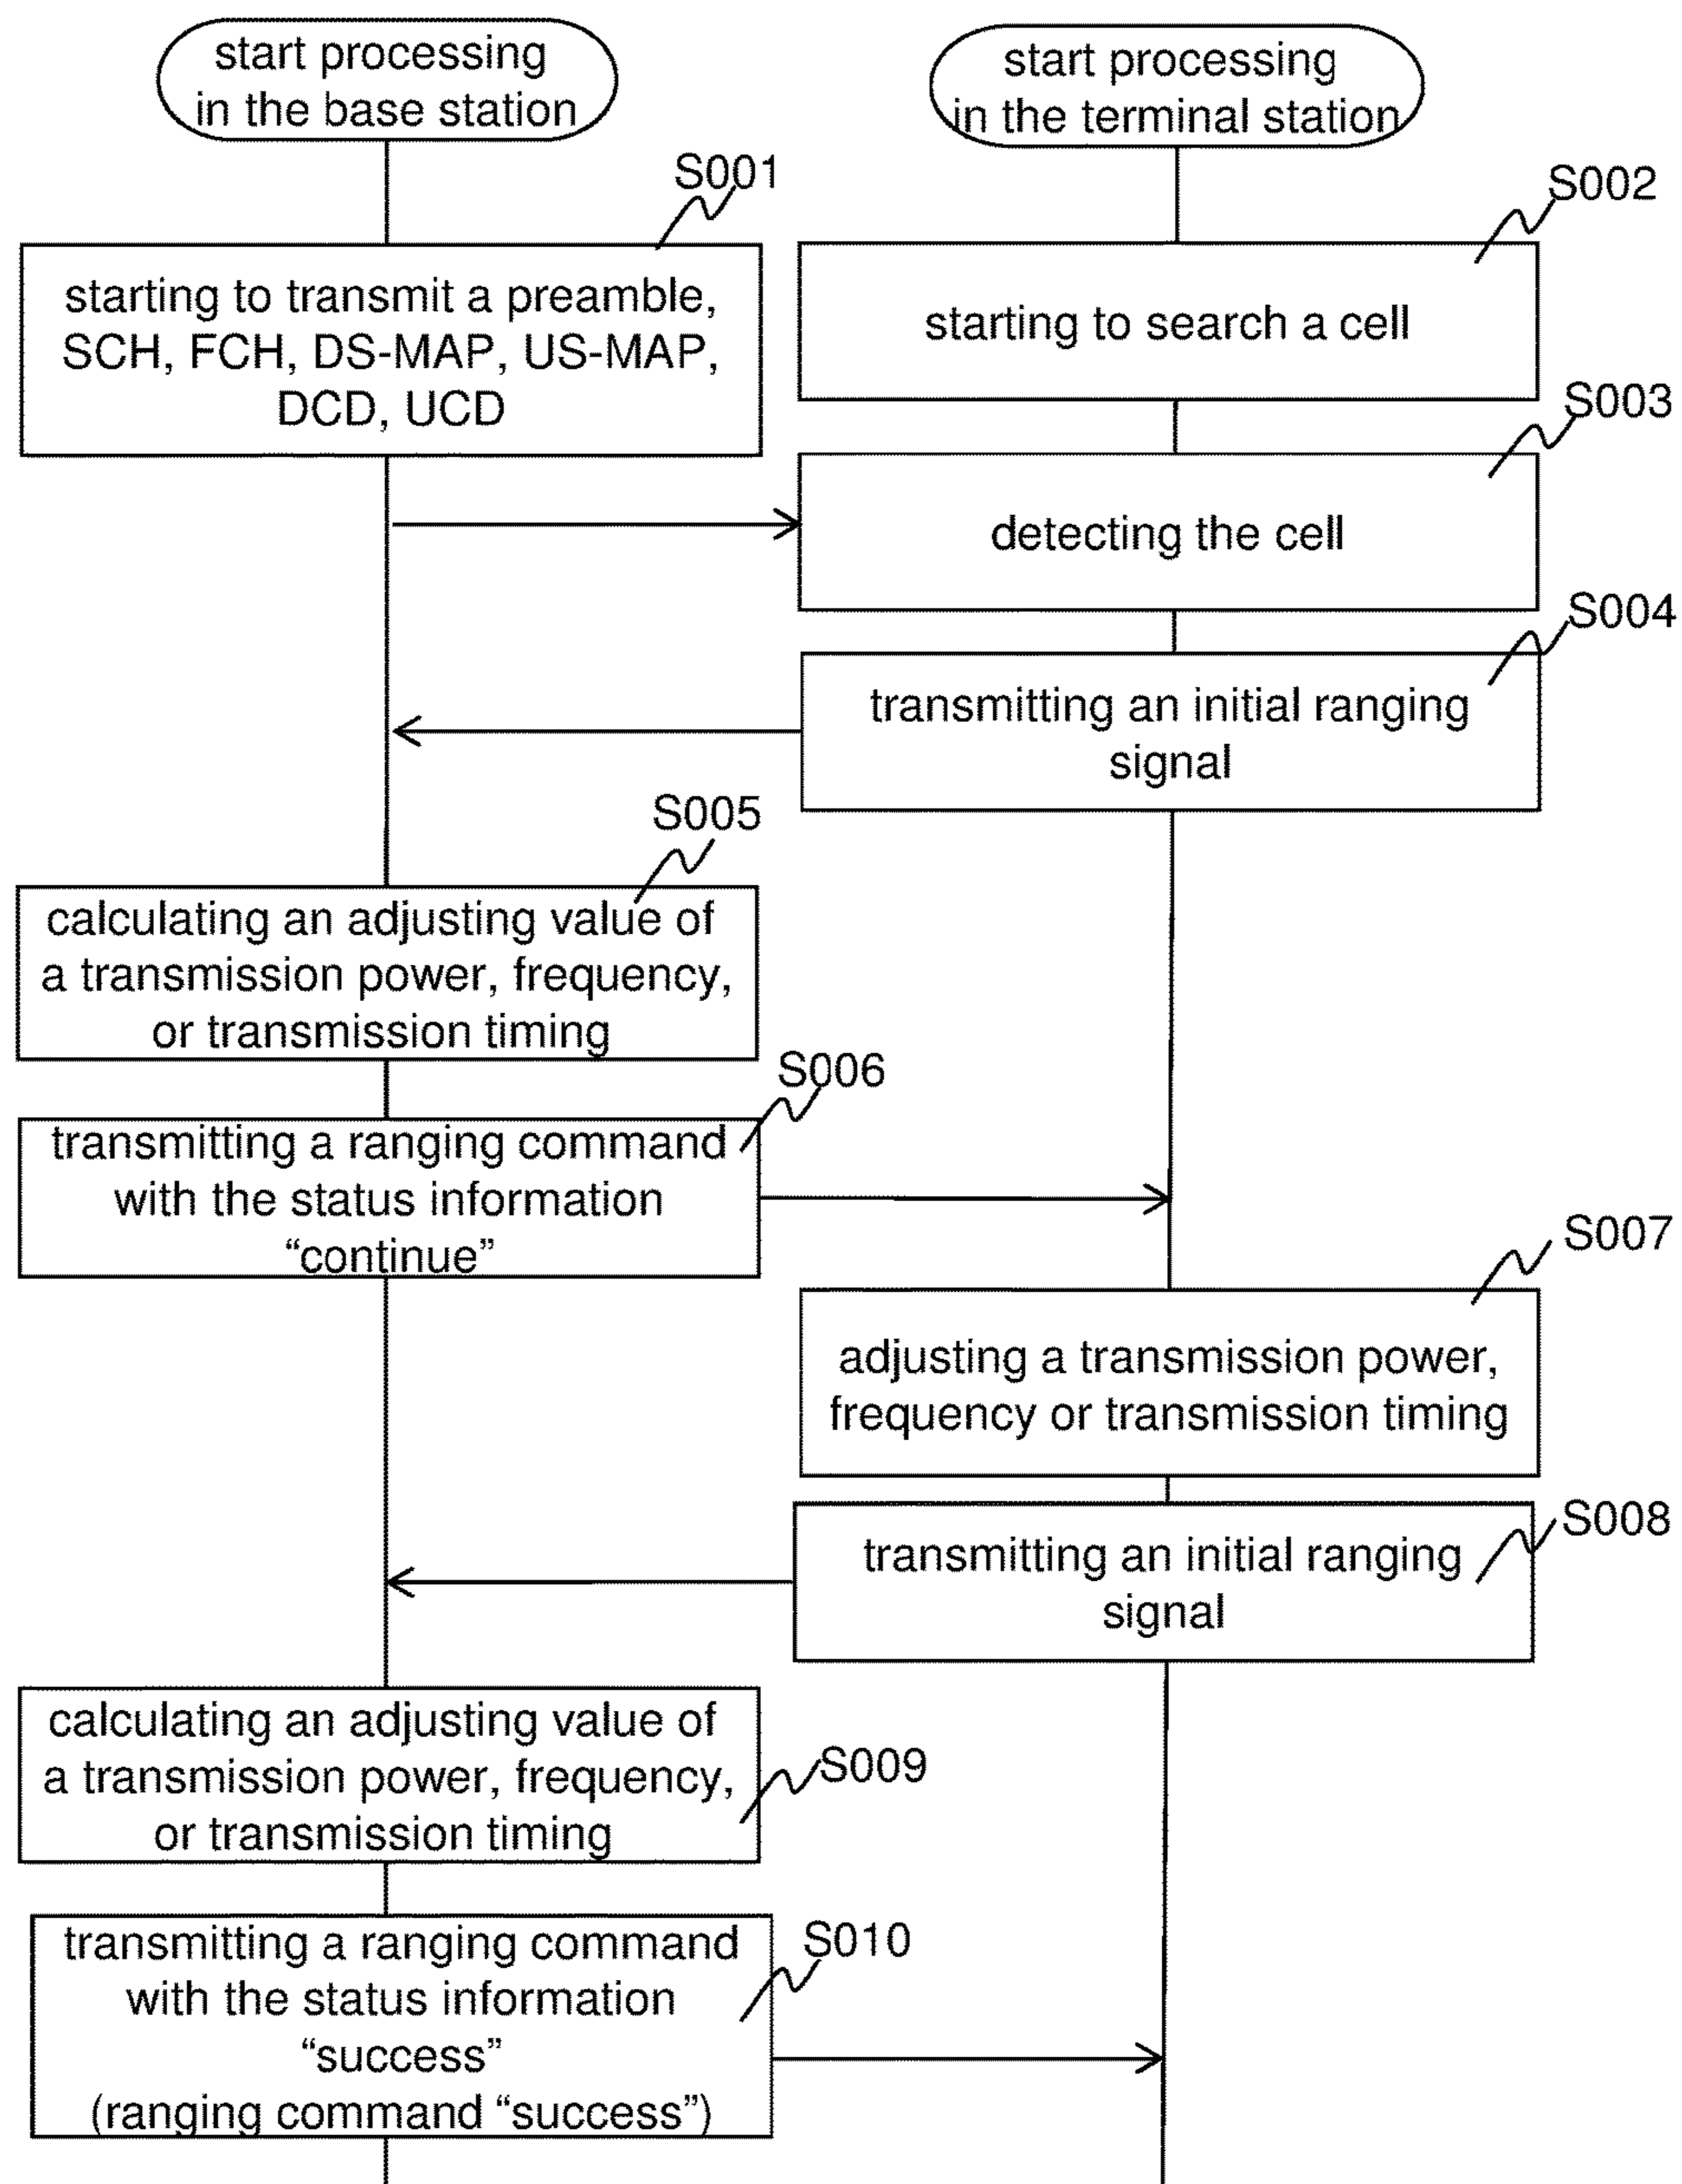 start processing
in the base station
start processing
in the terminal station
S001
S002
starting to transmit a preamble,
SCH, FCH, DS-MAP, US-MAP,
DCD, UCD
starting to search a cell
S003
detecting the cell
S004
transmitting an initial ranging
signal
S005
calculating an adjusting value of
a transmission power, frequency,
or transmission timing
S006
transmitting a ranging command
with the status information
“continue”
S007
adjusting a transmission power,
frequency or transmission timing
S008
transmitting an initial ranging
signal
calculating an adjusting value of
a transmission power, frequency,
or transmission timing
S009
transmitting a ranging command
with the status information
“success”
(ranging command “success”)
S010